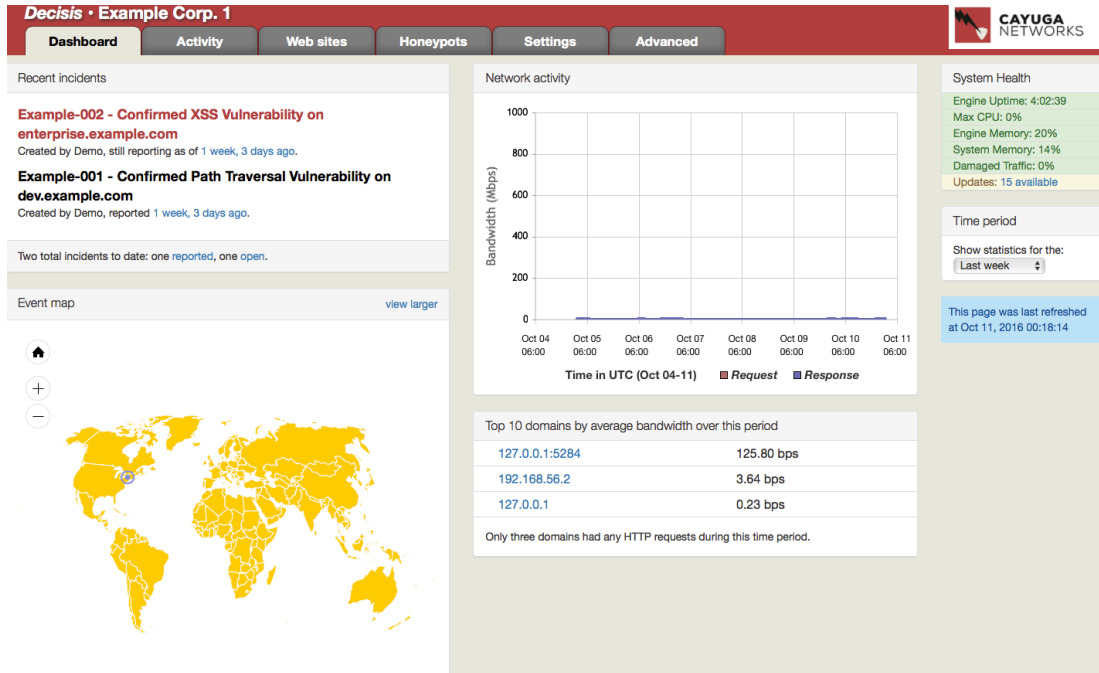 Decisis • Example Corp. 1
CAYUGA
NETWORKS
Dashboard Activity Web sites Honeypots Settings Advanced
Recent incidents
Example-002 - Confirmed XSS Vulnerability on
enterprise.example.com
Created by Demo, still reporting as of 1 week, 3 days ago.
Example-001 - Confirmed Path Traversal Vulnerability on
dev.example.com
Created by Demo, reported 1 week, 3 days ago.
Two total incidents to date: one reported, one open.
Event map view larger
Network activity
1000
800
600
400
200
0
Bandwidth (Mbps)
Oct 04 Oct 05 Oct 06 Oct 07 Oct 08 Oct 09 Oct 10 Oct 11
06:00 06:00 06:00 06:00 06:00 06:00 06:00 06:00
Time in UTC (Oct 04-11) Request Response
Top 10 domains by average bandwidth over this period
127.0.0.1:5284 125.80 bps
192.168.56.2 3.64 bps
127.0.0.1 0.23 bps
Only three domains had any HTTP requests during this time period.
System Health
Engine Uptime: 4:02:39
Max CPU: 0%
Engine Memory: 20%
System Memory: 14%
Damaged Traffic: 0%
Updates: 15 available
Time period
Show statistics for the:
Last week
This page was last refreshed
at Oct 11, 2016 00:18:14